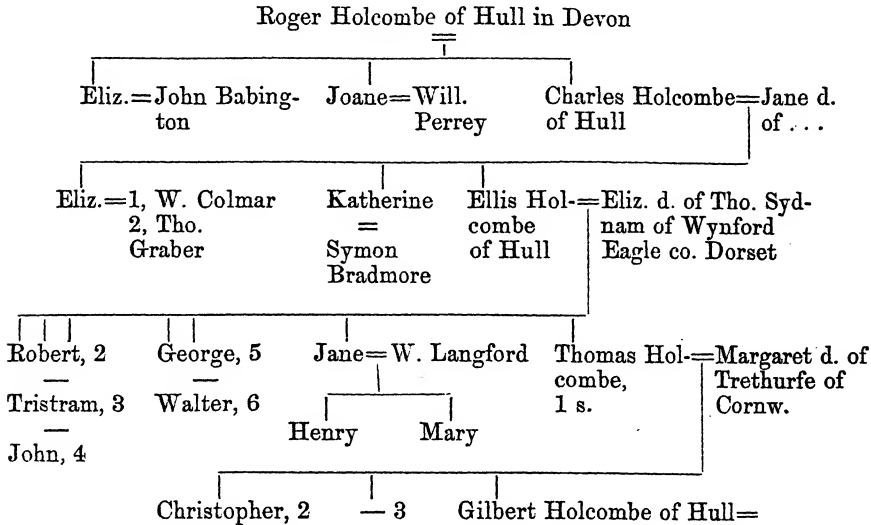 Roger Holcombe of Hull in Devon
=
Eliz.=John Babing-
ton
Joane=Will.
Perrey
Charles Holcombe=Jane d.
of Hull
of . . .
Eliz.=1, W. Colmar
2, Tho.
Graber
Katherine
=
Symon
Bradmore
Ellis Hol-=Eliz. d. of Tho. Syd-
combe
of Hull
nam of Wynford
Eagle co. Dorset
Robert, 2
—
Tristram, 3
—
John, 4
George, 5
—
Walter, 6
Jane=W. Langford
Henry
Mary
Thomas Hol-=Margaret d. of
combe,
1 s.
Trethurfe of
Cornw.
Christopher, 2
— 3
Gilbert Holcombe of Hull=